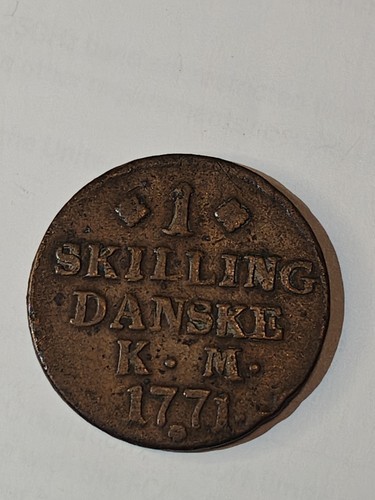 1
SKILLING
DANSKE
K · M ·
1771